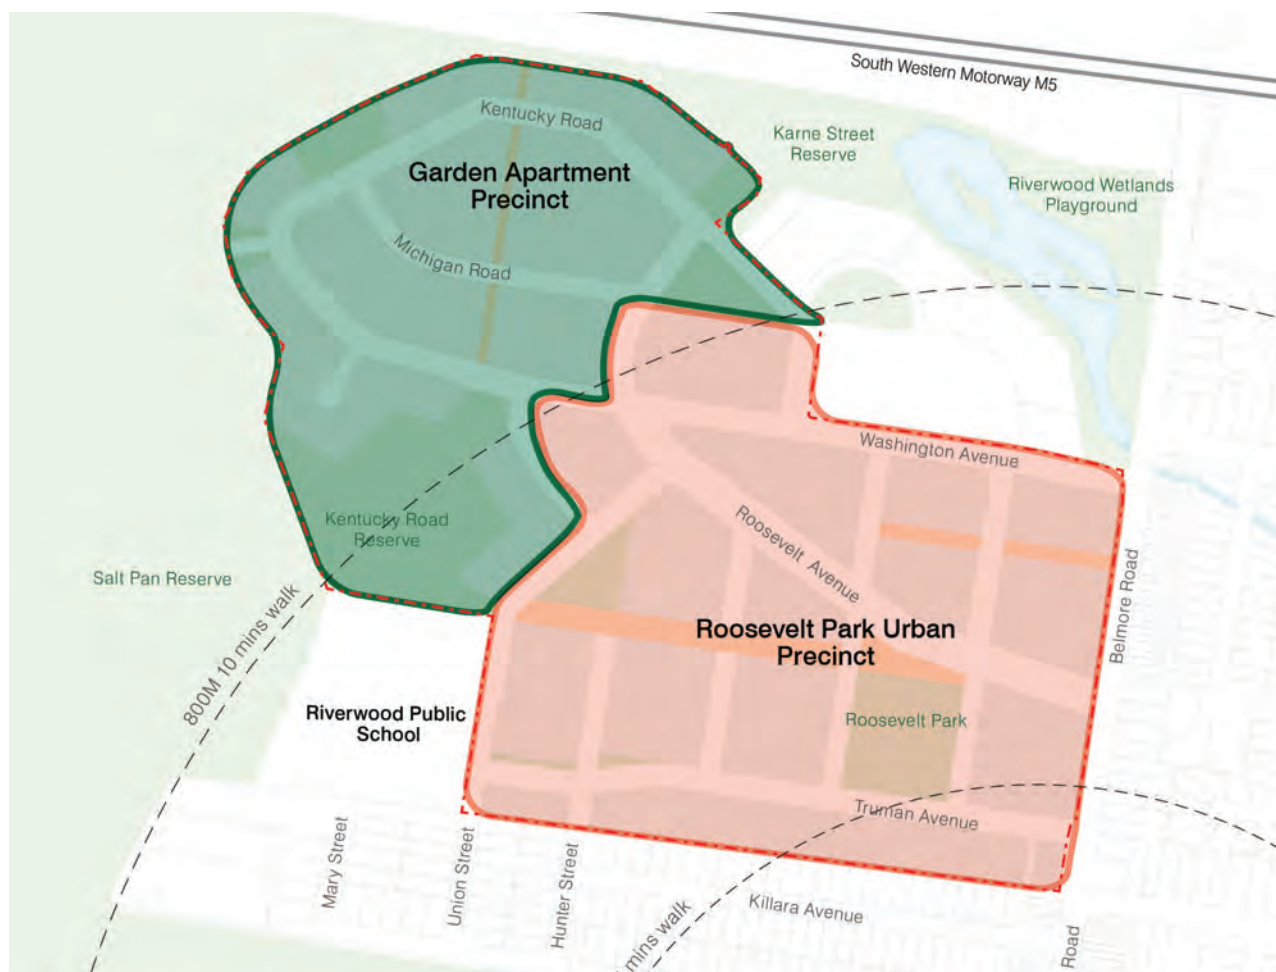 South Western Motorway M5
Kentucky Road
Karne Street
Reserve
Garden Apartment
Precinct
Riverwood Wetlands
Playground
Michigan Road
Washington Avenue
Kentucky Road
Reserve
Roosevelt Avenue
Salt Pan Reserve
800M 10 mins walk
Belmore Road
Roosevelt Park Urban
Precinct
Riverwood Public
School
Roosevelt Park
Truman Avenue
Mary Street
Union Street
Hunter Street
Killara Avenue
mins walk
Road